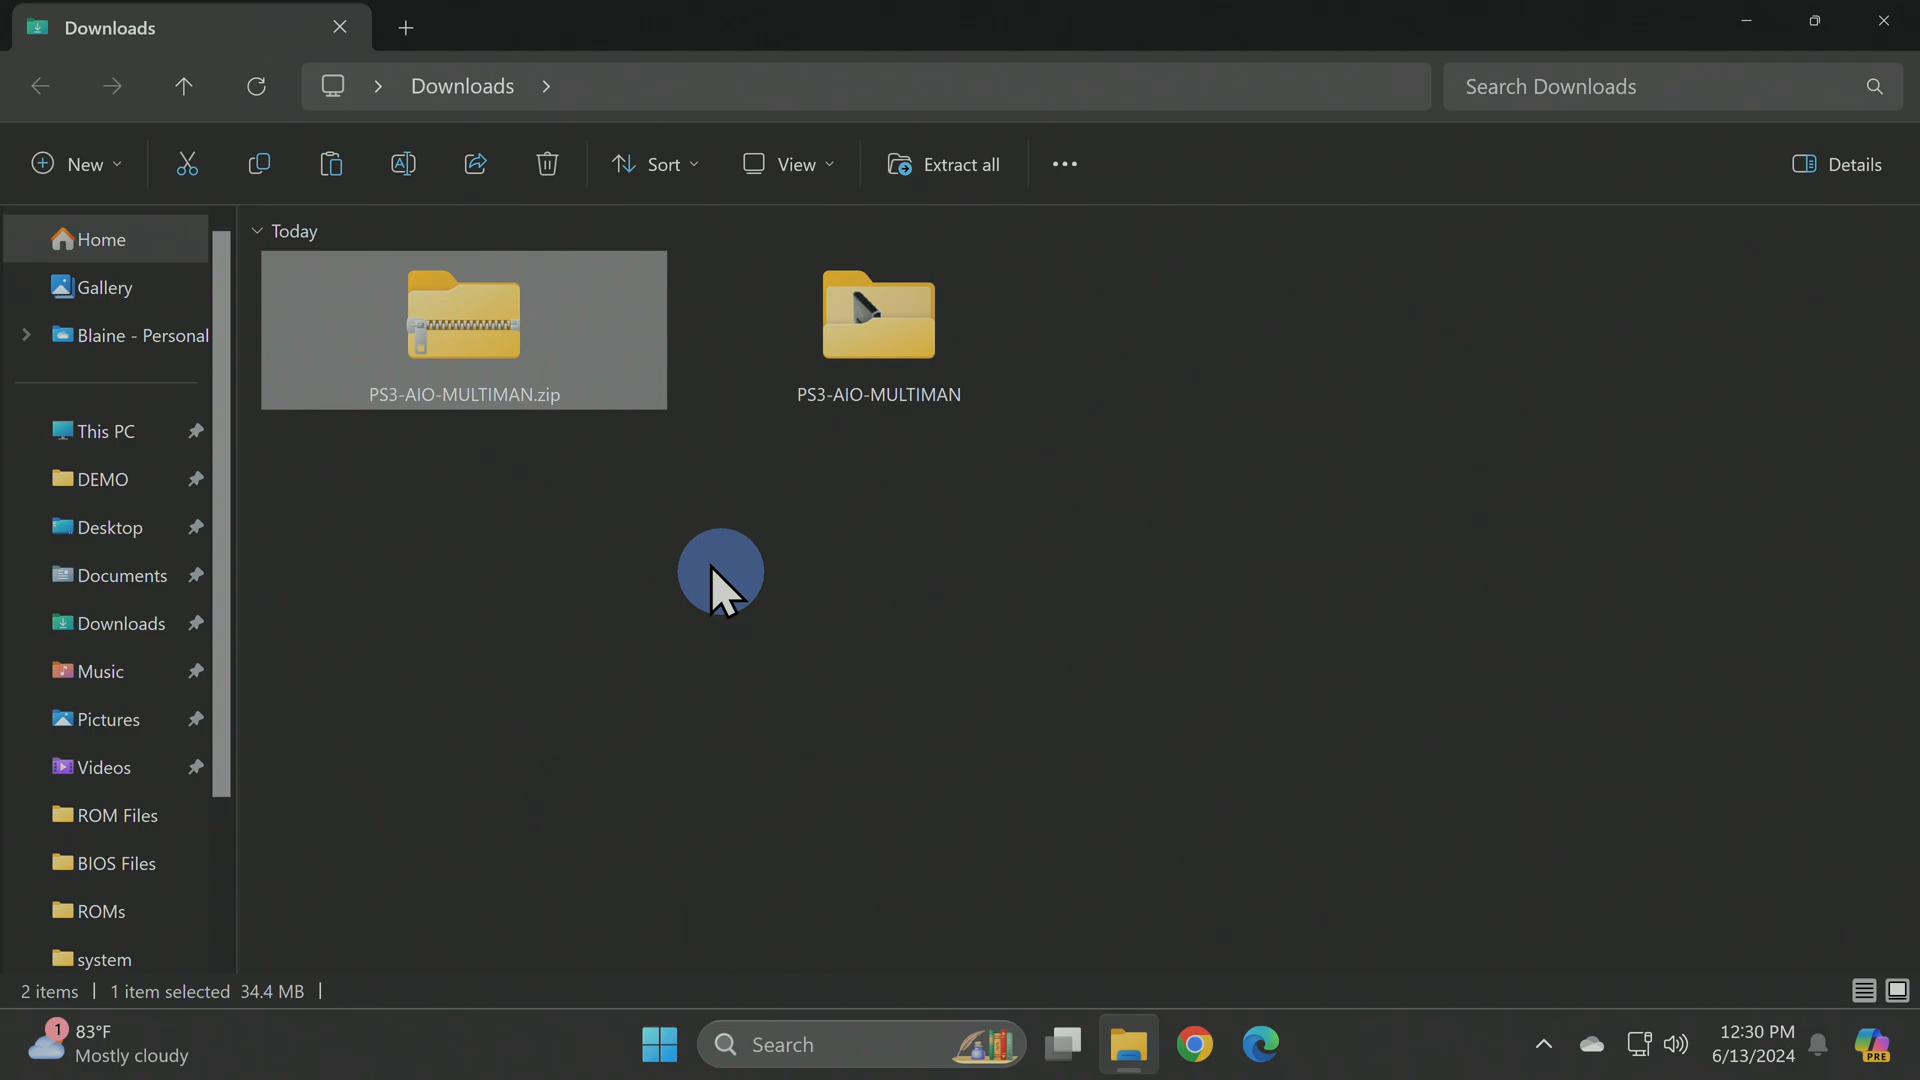 Downloads
Downloads
Search Downloads
New
Sort
View
Extract all
Details
Home
Gallery
Blaine - Personal
This PC
DEMO
Desktop
Documents
Downloads
Music
Pictures
Videos
ROM Files
BIOS Files
ROMs
system
Today
PS3-AIO-MULTIMAN.zip
PS3-AIO-MULTIMAN
2 items
1 item selected 34.4 MB
1
83°F
Mostly cloudy
Search
12:30 PM
6/13/2024
PRE